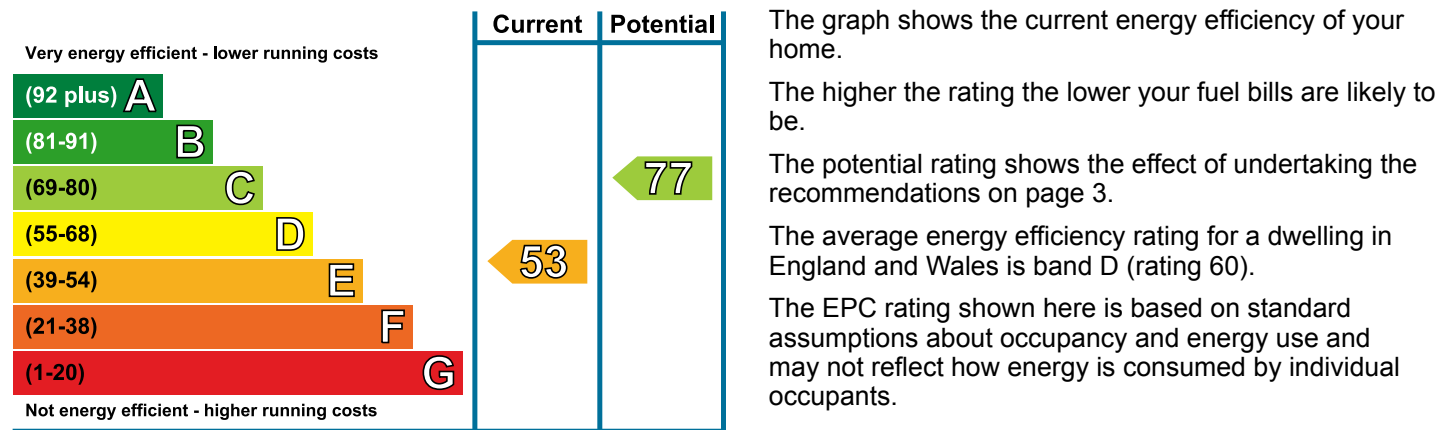 Current Potential
Very energy efficient - lower running costs
(92 plus) A
(81-91) B
(69-80) C
77
(55-68) D
53
(39-54) E
(21-38) F
(1-20) G
Not energy efficient - higher running costs
The graph shows the current energy efficiency of your
home.
The higher the rating the lower your fuel bills are likely to
be.
The potential rating shows the effect of undertaking the
recommendations on page 3.
The average energy efficiency rating for a dwelling in
England and Wales is band D (rating 60).
The EPC rating shown here is based on standard
assumptions about occupancy and energy use and
may not reflect how energy is consumed by individual
occupants.